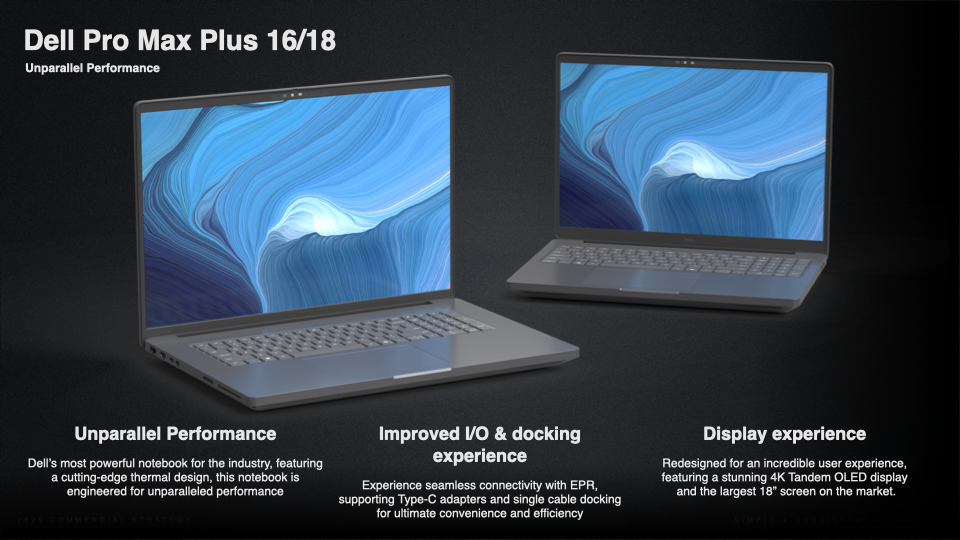 Dell Pro Max Plus 16/18
Unparallel Performance
Unparallel Performance
Dell’s most powerful notebook for the industry, featuring
a cutting-edge thermal design, this notebook is
engineered for unparalleled performance
Improved I/O & docking
experience
Experience seamless connectivity with EPR,
supporting Type-C adapters and single cable docking
for ultimate convenience and efficiency
Display experience
Redesigned for an incredible user experience,
featuring a stunning 4K Tandem OLED display
and the largest 18” screen on the market.